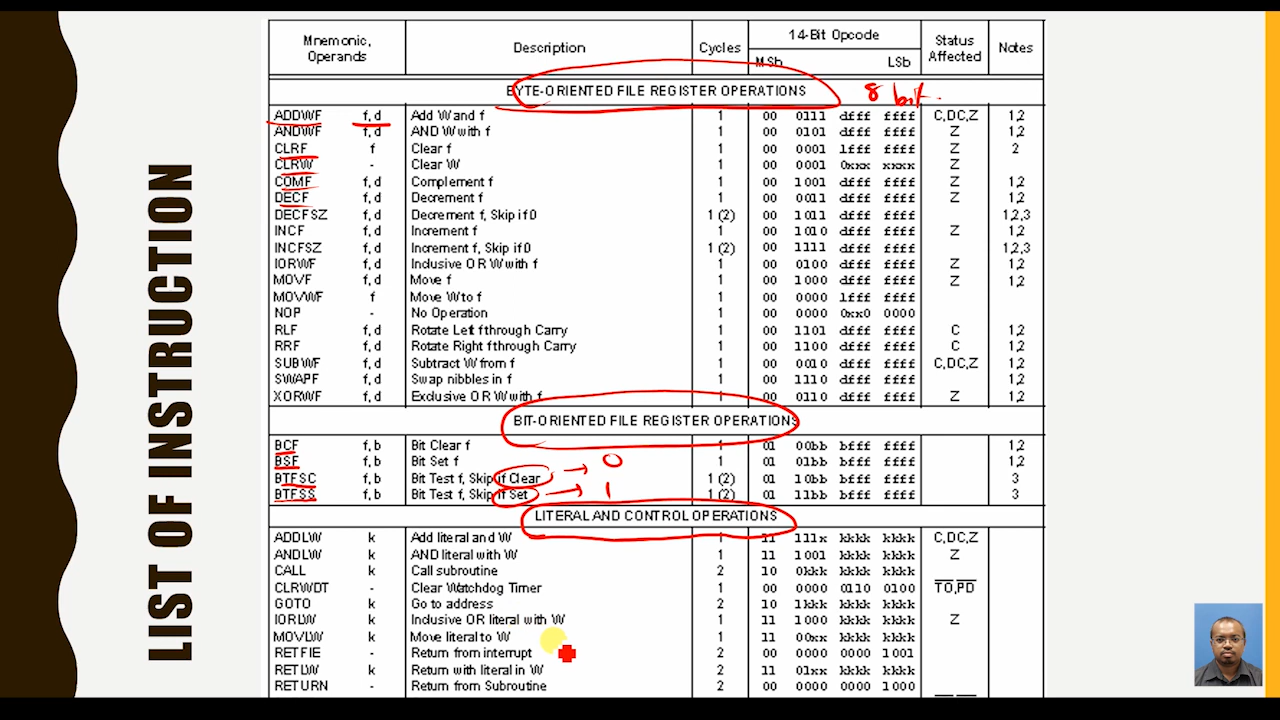 LIST OF INSTRUCTION
Mnemonic, Operands Description Cycles 14-Bit Opcode Status Affected Notes
MSb LSb
BYTE-ORIENTED FILE REGISTER OPERATIONS 8 bit.
ADDWF f, d Add W and f 1 00 0111 dfff ffff C,DC,Z 1,2
ANDWF f, d AND W with f 1 00 0101 dfff ffff Z 1,2
CLRF f Clear f 1 00 0001 lfff ffff Z 2
CLRW - Clear W 1 00 0001 0xxx xxxx Z
COMF f, d Complement f 1 00 1001 dfff ffff Z 1,2
DECF f, d Decrement f 1 00 0011 dfff ffff Z 1,2
DECFSZ f, d Decrement f, Skip if 0 1 (2) 00 1011 dfff ffff 1,2,3
INCF f, d Increment f 1 00 1010 dfff ffff Z 1,2
INCFSZ f, d Increment f, Skip if 0 1 (2) 00 1111 dfff ffff 1,2,3
IORWF f, d Inclusive OR W with f 1 00 0100 dfff ffff Z 1,2
MOVF f, d Move f 1 00 1000 dfff ffff Z 1,2
MOVWF f Move W to f 1 00 0000 lfff ffff
NOP - No Operation 1 00 0000 0xx0 0000
RLF f, d Rotate Left f through Carry 1 00 1101 dfff ffff C 1,2
RRF f, d Rotate Right f through Carry 1 00 1100 dfff ffff C 1,2
SUBWF f, d Subtract W from f 1 00 0010 dfff ffff C,DC,Z 1,2
SWAPF f, d Swap nibbles in f 1 00 1110 dfff ffff 1,2
XORWF f, d Exclusive OR W with f 1 00 0110 dfff ffff Z 1,2
BIT-ORIENTED FILE REGISTER OPERATIONS
BCF f, b Bit Clear f 1 01 00bb bfff ffff 1,2
BSF f, b Bit Set f 1 01 01bb bfff ffff 1,2
BTFSC f, b Bit Test f, Skip if Clear → 0 1 (2) 01 10bb bfff ffff 3
BTFSS f, b Bit Test f, Skip if Set → 1 1 (2) 01 11bb bfff ffff 3
LITERAL AND CONTROL OPERATIONS
ADDLW k Add literal and W 1 11 111x kkkk kkkk C,DC,Z
ANDLW k AND literal with W 1 11 1001 kkkk kkkk Z
CALL k Call subroutine 2 10 0kkk kkkk kkkk
CLRWDT - Clear Watchdog Timer 1 00 0000 0110 0100 TO,PD
GOTO k Go to address 2 10 1kkk kkkk kkkk
IORLW k Inclusive OR literal with W 1 11 1000 kkkk kkkk Z
MOVLW k Move literal to W 1 11 00xx kkkk kkkk
RETFIE - Return from interrupt 2 00 0000 0000 1001
RETLW k Return with literal in W 2 11 01xx kkkk kkkk
RETURN - Return from Subroutine 2 00 0000 0000 1000